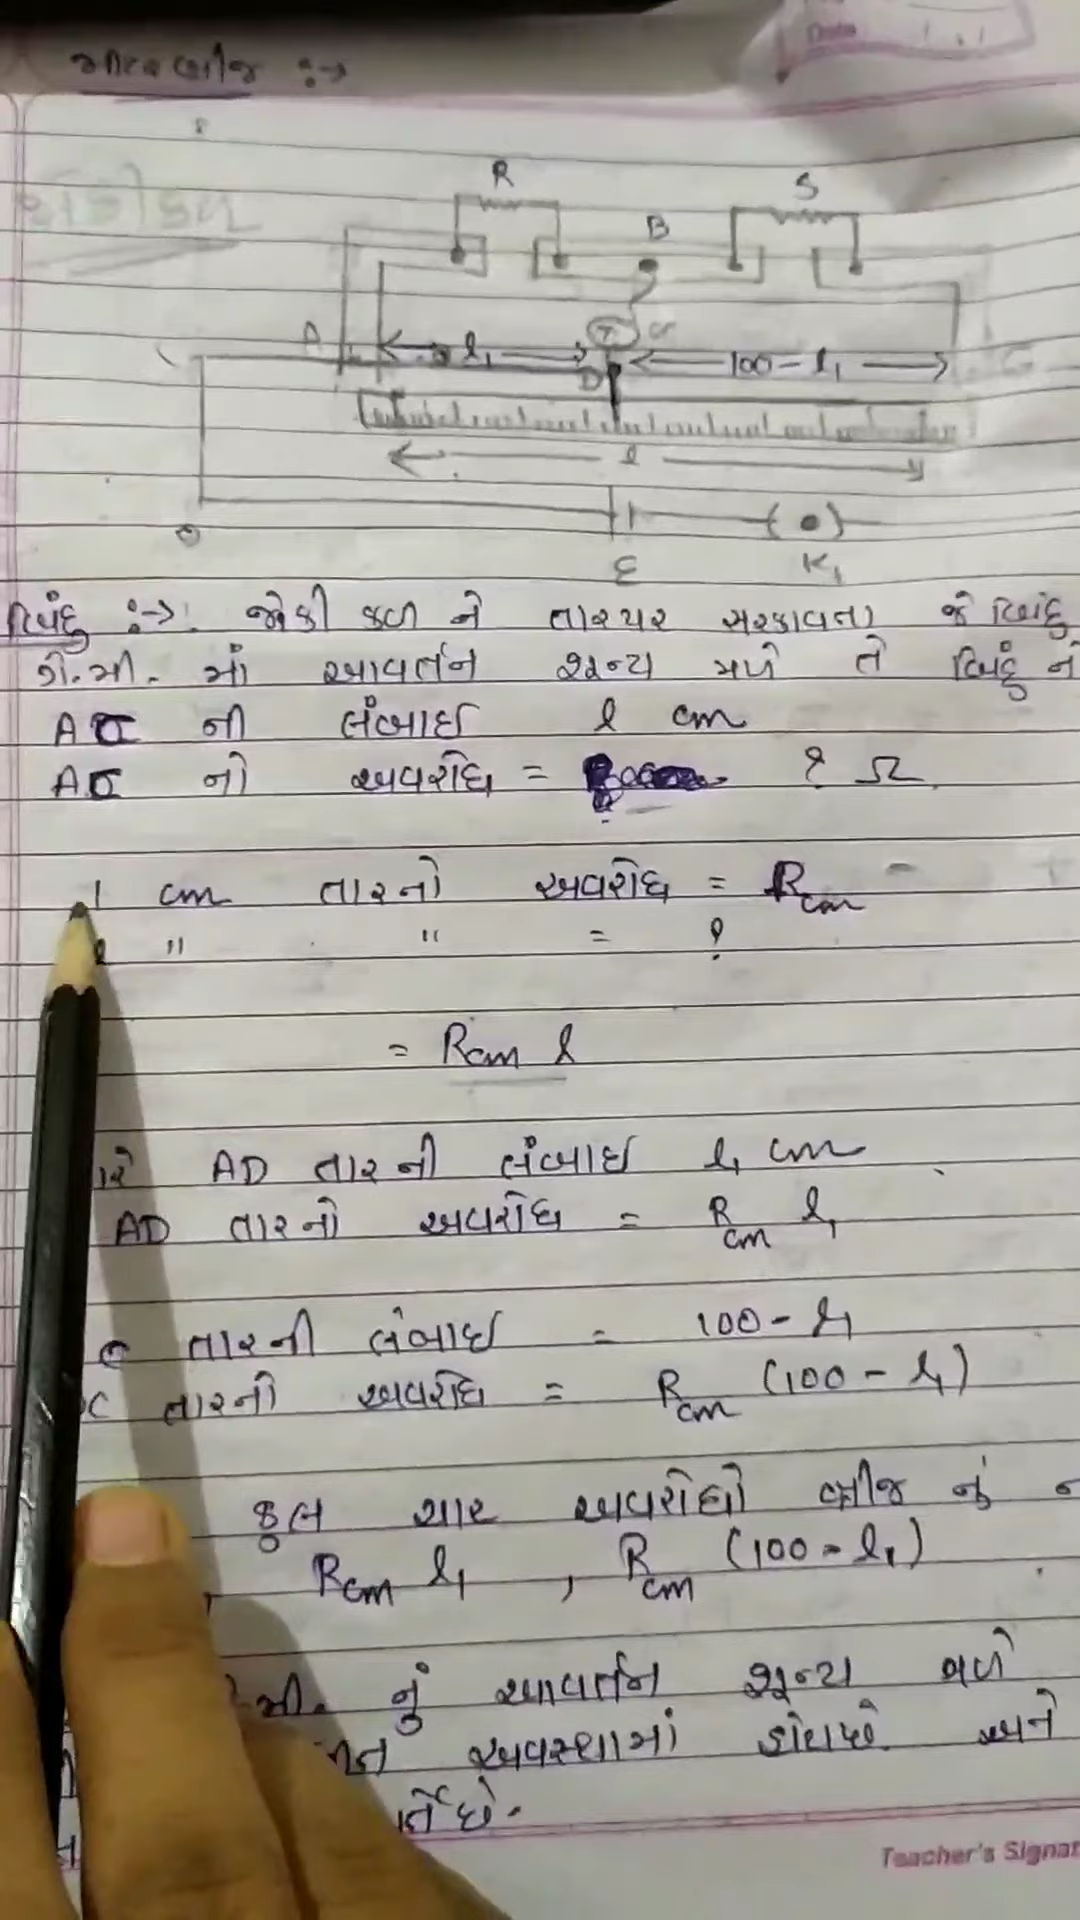 મીટરબ્રીજ :→
R
S
B
A
l₁
G
100 - l₁
D
l
E
K₁
બિંદુ :→ જોકી કળ ને તારપર સરકાવતા જે બિંદુ
ગે.મી. માં આવર્તન શૂન્ય મળે તે બિંદુ ને
AC ની લંબાઈ l cm
AC નો અવરોધ = ? Ω
1 cm તારનો અવરોધ = Rcm
l " " = ?
= Rcm l
રે AD તારની લંબાઈ l₁ cm
AD તારનો અવરોધ = Rcm l₁
C તારની લંબાઈ = 100 - l₁
C તારનો અવરોધ = Rcm (100 - l₁)
કુલ ચાર અવરોધો બ્રીજ નું
, Rcm l₁ , Rcm (100 - l₁)
.મી. નું આવર્તન શૂન્ય મળે
અવસ્થામાં હોય છે. અને
ર્તે છે.
Teacher's Signat